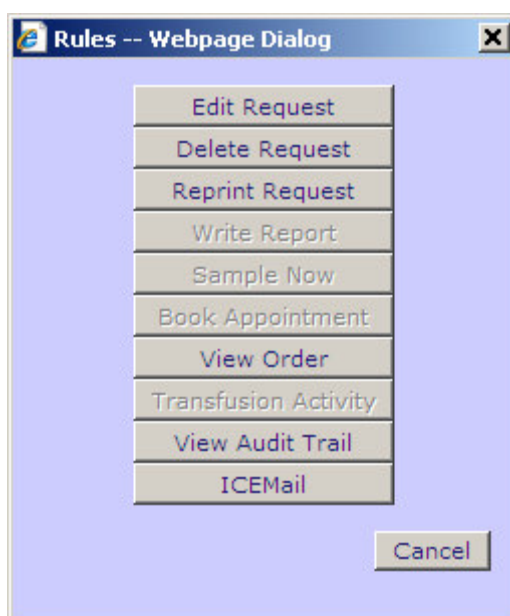 Rules -- Webpage Dialog
Edit Request
Delete Request
Reprint Request
Write Report
Sample Now
Book Appointment
View Order
Transfusion Activity
View Audit Trail
ICEMail
Cancel